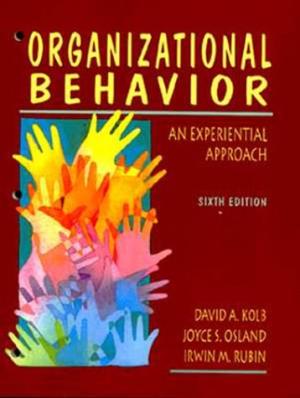 ORGANIZATIONAL
BEHAVIOR
AN EXPERIENTIAL
APPROACH
SIXTH EDITION
DAVID A. KOLB
JOYCE S. OSLAND
IRWIN M. RUBIN